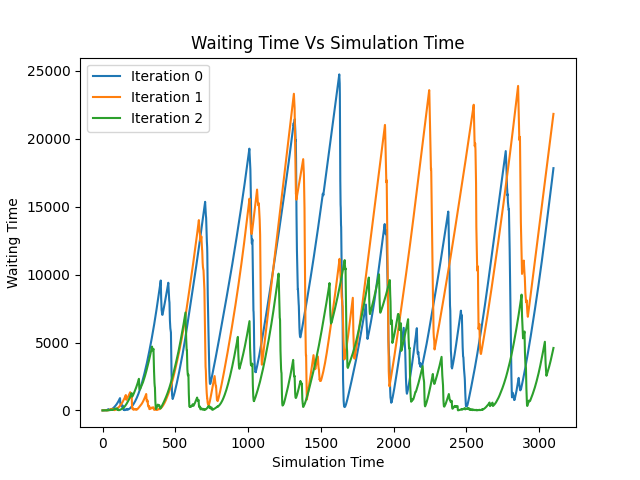 Waiting Time Vs Simulation Time
25000
20000
15000
10000
5000
0
Waiting Time
Iteration 0
Iteration 1
Iteration 2
0 500 1000 1500 2000 2500 3000
Simulation Time